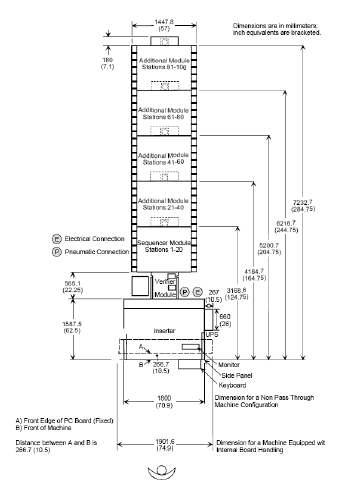 1447.8
(57)
Dimensions are in millimeters;
inch equivalents are bracketed.
180
(7.1)
Additional Module
Stations 81-100
Additional Module
Stations 61-80
Additional Module
Stations 41-60
Additional Module
Stations 21-40
Sequencer Module
Stations 1-20
7232.7
(284.75)
6216.7
(244.75)
5200.7
(204.75)
4184.7
(164.75)
3168.6
(124.75)
E Electrical Connection
P Pneumatic Connection
565.1
(22.25)
Verifier
Module
P E
267
(10.5)
660
(26)
UPS
1587.5
(62.5)
Inserter
A
B
266.7
(10.5)
Monitor
Side Panel
Keyboard
1800
(70.9)
Dimension for a Non Pass Through
Machine Configuration
A) Front Edge of PC Board (Fixed)
B) Front of Machine
Distance between A and B is
266.7 (10.5)
1901.6
(74.9)
Dimension for a Machine Equipped wit
Internal Board Handling